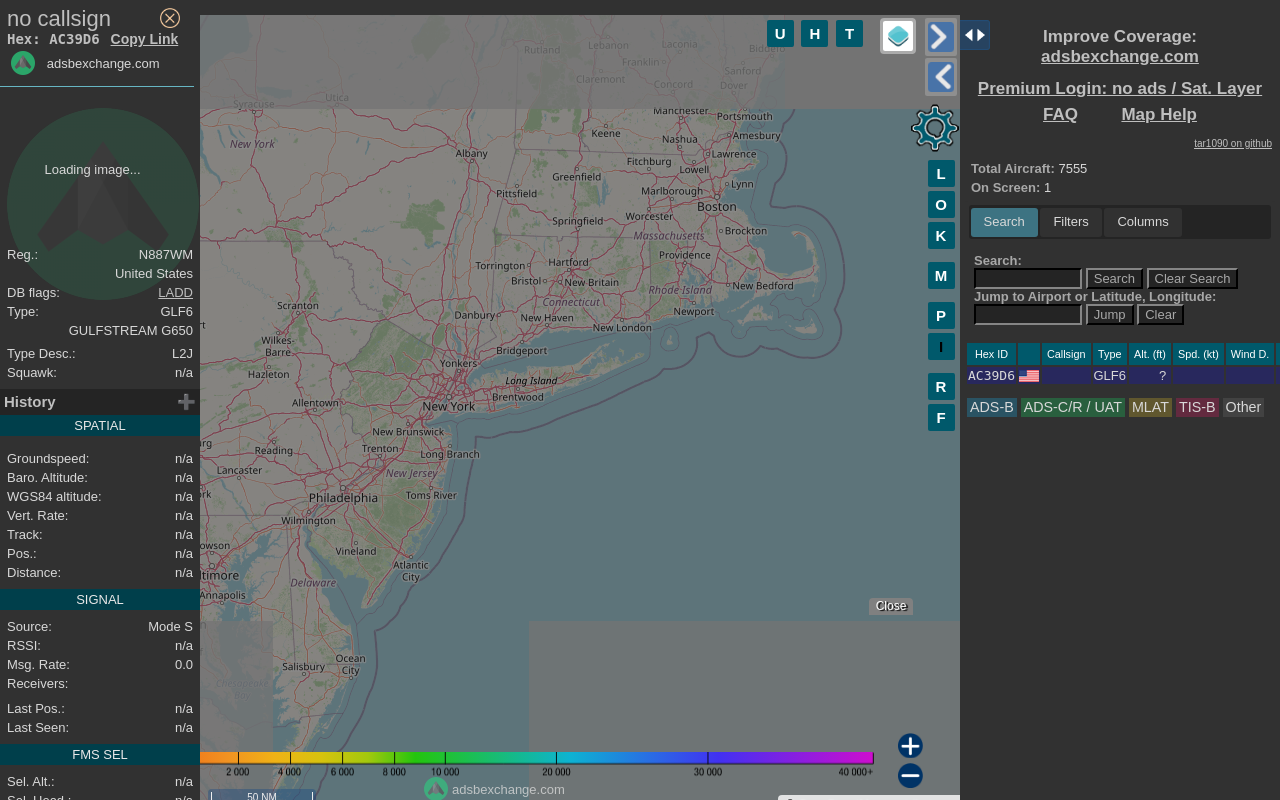 no callsign
Hex: AC39D6 Copy Link
adsbexchange.com
Loading image...
Reg.: N887WM
United States
DB flags: LADD
Type: GLF6
GULFSTREAM G650
Type Desc.: L2J
Squawk: n/a
History
SPATIAL
Groundspeed: n/a
Baro. Altitude: n/a
WGS84 altitude: n/a
Vert. Rate: n/a
Track: n/a
Pos.: n/a
Distance: n/a
SIGNAL
Source: Mode S
RSSI: n/a
Msg. Rate: 0.0
Receivers:
Last Pos.: n/a
Last Seen: n/a
FMS SEL
Sel. Alt.: n/a
U H T
Rutland
Lebanon
Laconia
Franklin
Claremont
Concord
Sanford
Dover
Syracuse
Utica
Manchester
Portsmouth
New York
Keene
Nashua
Amesbury
Albany
Fitchburg
Lawrence
Greenfield
Lowell
Pittsfield
Marlborough
Lynn
Springfield
Worcester
Boston
Massachusetts
Brockton
Torrington
Hartford
Providence
Bristol
New Britain
Rhode Island
New Bedford
Scranton
Connecticut
Danbury
New Haven
Newport
New London
Wilkes-
Barre
Bridgeport
Yonkers
Hazleton
Long Island
Brentwood
Allentown
New York
New Brunswick
Reading
Trenton
Long Branch
Lancaster
New Jersey
Philadelphia
Toms River
Wilmington
Vineland
Atlantic
City
Delaware
Annapolis
Salisbury
Ocean
City
L
O
K
M
P
I
R
F
Close
2 000 4 000 6 000 8 000 10 000 20 000 30 000 40 000+
adsbexchange.com
50 NM
Improve Coverage:
adsbexchange.com
Premium Login: no ads / Sat. Layer
FAQ Map Help
tar1090 on github
Total Aircraft: 7555
On Screen: 1
Search Filters Columns
Search:
Search Clear Search
Jump to Airport or Latitude, Longitude:
Jump Clear
Hex ID Callsign Type Alt. (ft) Spd. (kt) Wind D.
AC39D6 GLF6 ?
ADS-B ADS-C/R / UAT MLAT TIS-B Other